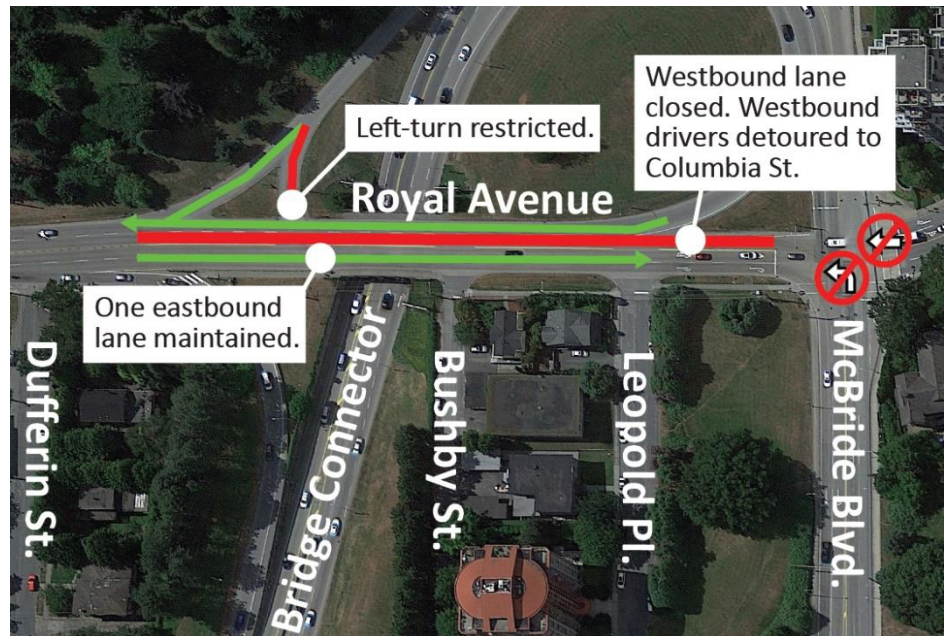 Westbound lane
closed. Westbound
drivers detoured to
Columbia St.
Left-turn restricted.
Royal Avenue
One eastbound
lane maintained.
Dufferin St.
Bridge Connector
Bushby St.
Leopold Pl.
McBride Blvd.